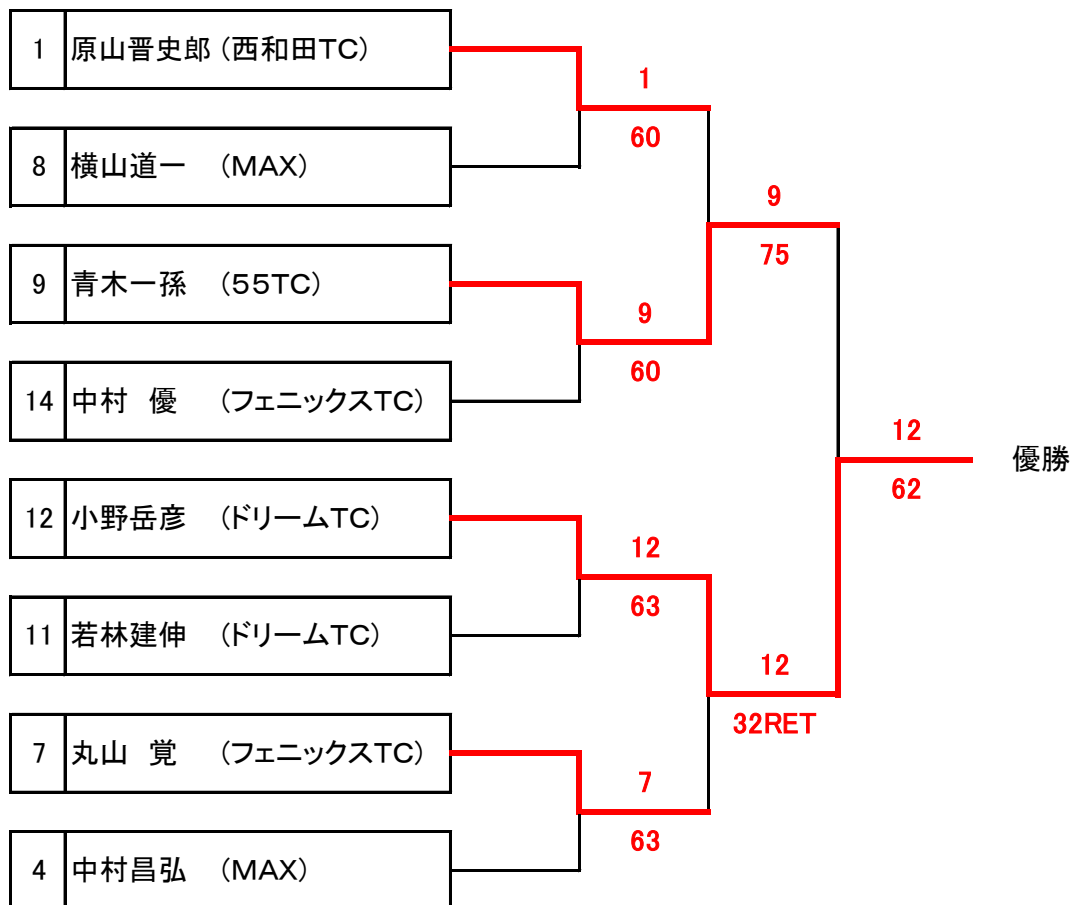 1 原山晋史郎 (西和田TC)
1
60
8 横山道一 (MAX)
9
75
9 青木一孫 (55TC)
9
60
14 中村 優 (フェニックスTC)
12
62
優勝
12 小野岳彦 (ドリームTC)
12
63
11 若林建伸 (ドリームTC)
12
32RET
7 丸山 覚 (フェニックスTC)
7
63
4 中村昌弘 (MAX)